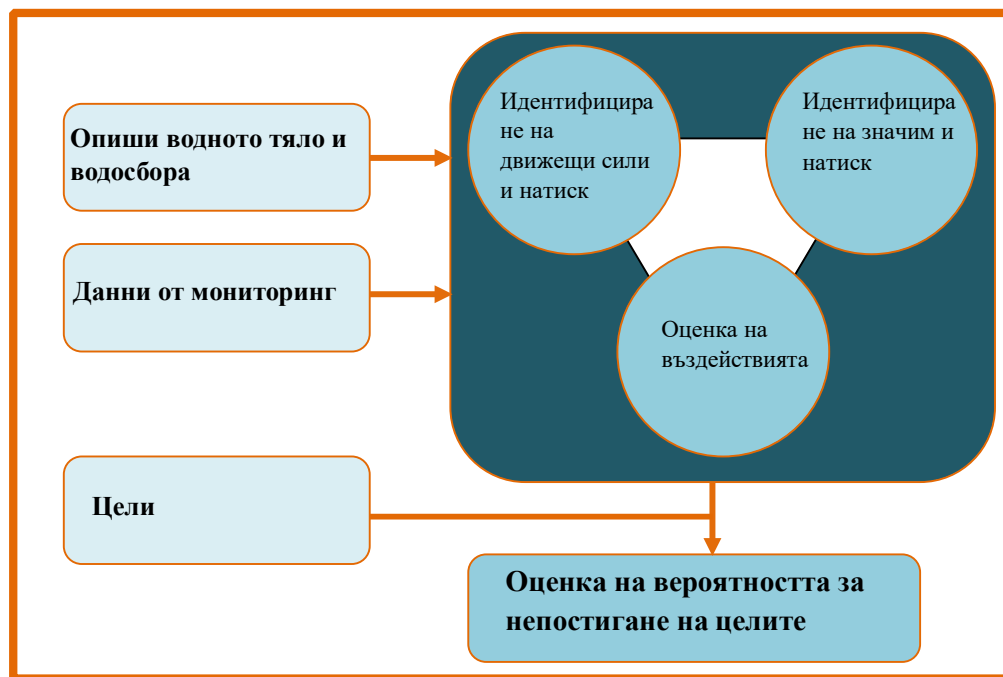 Опиши водното тяло и
водосбора
Данни от мониторинг
Цели
Идентифицира
не на
движещи сили
и натиск
Идентифицира
не на значим и
натиск
Оценка на
въздействията
Оценка на вероятността за
непостигане на целите